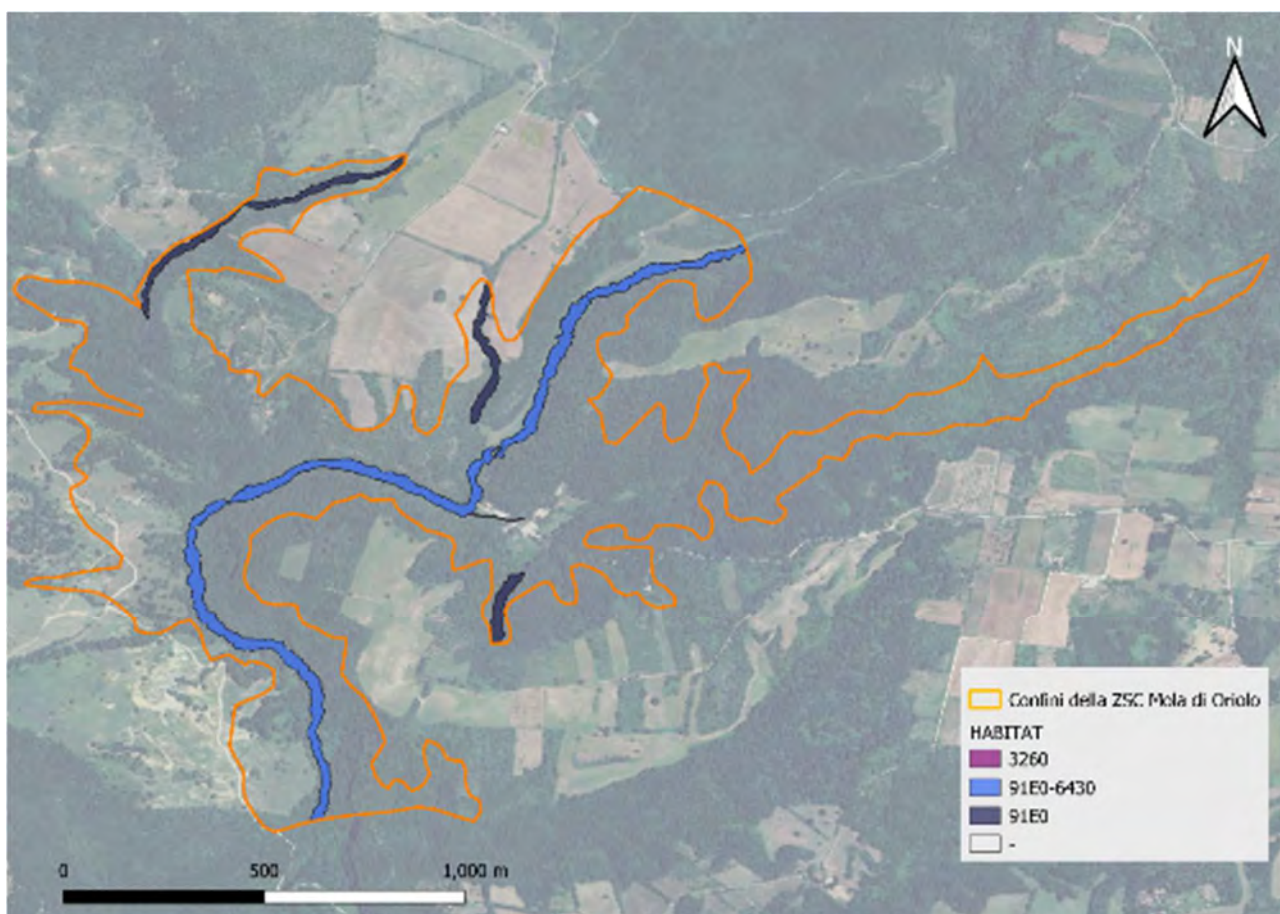 N
Confini della ZSC Mola di Oriolo
HABITAT
3260
91E0-6430
91E0
-
0 500 1,000 m